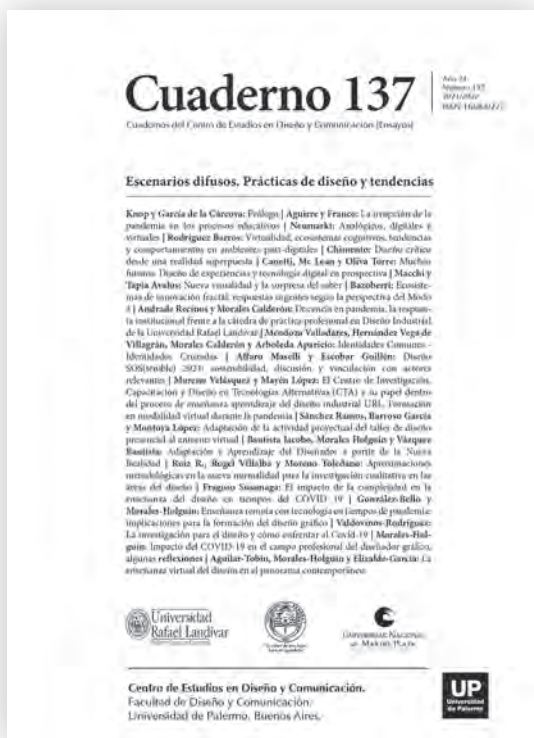 Cuaderno 137
Año 24
Número 137
2021/2022
Cuadernos del Centro de Estudios en Diseño y Comunicación [Ensayos]
Escenarios difusos. Prácticas de diseño y tendencias
Knop y García de la Cárcova: Prólogo | Aguirre y Franco: La irrupción de la
pandemia en los procesos educativos | Neumarkt: Analógicos, digitales y
virtuales | Rodríguez Barros: Virtualidad, ecosistemas cognitivos, tendencias
y comportamientos en ambientes post-digitales | Chimento: Diseño crítico
desde una realidad superpuesta | Canetti, Mc Lean y Oliva Torre: Muchos
futuros. Diseño de experiencias y tecnología digital en prospectiva | Macchi y
Tapia Avalos: Nueva visualidad y la sorpresa del saber | Bazoberri: Ecosiste-
mas de innovación fractal: respuestas urgentes según la perspectiva del Modo
3 | Andrade Recinos y Morales Calderón: Docencia en pandemia, la respues-
ta institucional frente a la cátedra de práctica profesional en Diseño Industrial
de la Universidad Rafael Landívar | Mendoza Valladares, Hernández Vega de
Villagrán, Morales Calderón y Arboleda Aparicio: Identidades Comunes -
Identidades Cruzadas | Alfaro Maselli y Escobar Guillén: Diseño
SOS(tenible) 2021: sostenibilidad, discusión y vinculación con actores
relevantes | Moreno Velásquez y Mayén López: El Centro de Investigación,
Capacitación y Diseño en Tecnologías Alternativas (CTA) y su papel dentro
del proceso de enseñanza aprendizaje del diseño industrial URL. Formación
en modalidad virtual durante la pandemia | Sánchez Ramos, Barroso García
y Montoya López: Adaptación de la actividad proyectual del taller de diseño
presencial al entorno virtual | Bautista Jacobo, Morales Holguín y Vázquez
Bautista: Adaptación y Aprendizaje del Diseñador a partir de la Nueva
Realidad | Ruiz R., Rugel Villalba y Moreno Toledano: Aproximaciones
metodológicas en la nueva normalidad para la investigación cualitativa en las
áreas del diseño | Fragoso Susunaga: El impacto de la complejidad en la
enseñanza del diseño en tiempos del COVID 19 | González-Bello y
Morales-Holguín: Enseñanza remota con tecnología en tiempos de pandemia:
implicaciones para la formación del diseño gráfico | Valdovinos-Rodríguez:
La investigación para el diseño y cómo enfrentar al Covid-19 | Morales-Hol-
guín: Impacto del COVID-19 en el campo profesional del diseñador gráfico,
algunas reflexiones | Aguilar-Tobin, Morales-Holguín y Elizalde-García: La
enseñanza virtual del diseño en el panorama contemporáneo.
Universidad
Rafael Landívar
Universidad Nacional
de Mar del Plata
Centro de Estudios en Diseño y Comunicación.
Facultad de Diseño y Comunicación.
Universidad de Palermo. Buenos Aires.
UP
Universidad
de Palermo